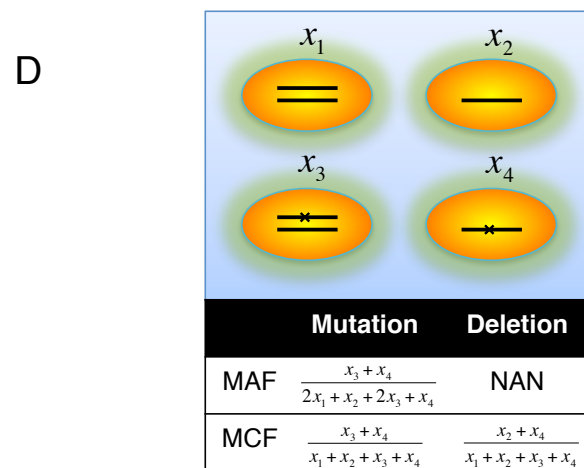 D
x₁ x₂
x₃ x₄
Mutation Deletion
MAF (x₃ + x₄)/(2x₁ + x₂ + 2x₃ + x₄) NAN
MCF (x₃ + x₄)/(x₁ + x₂ + x₃ + x₄) (x₂ + x₄)/(x₁ + x₂ + x₃ + x₄)